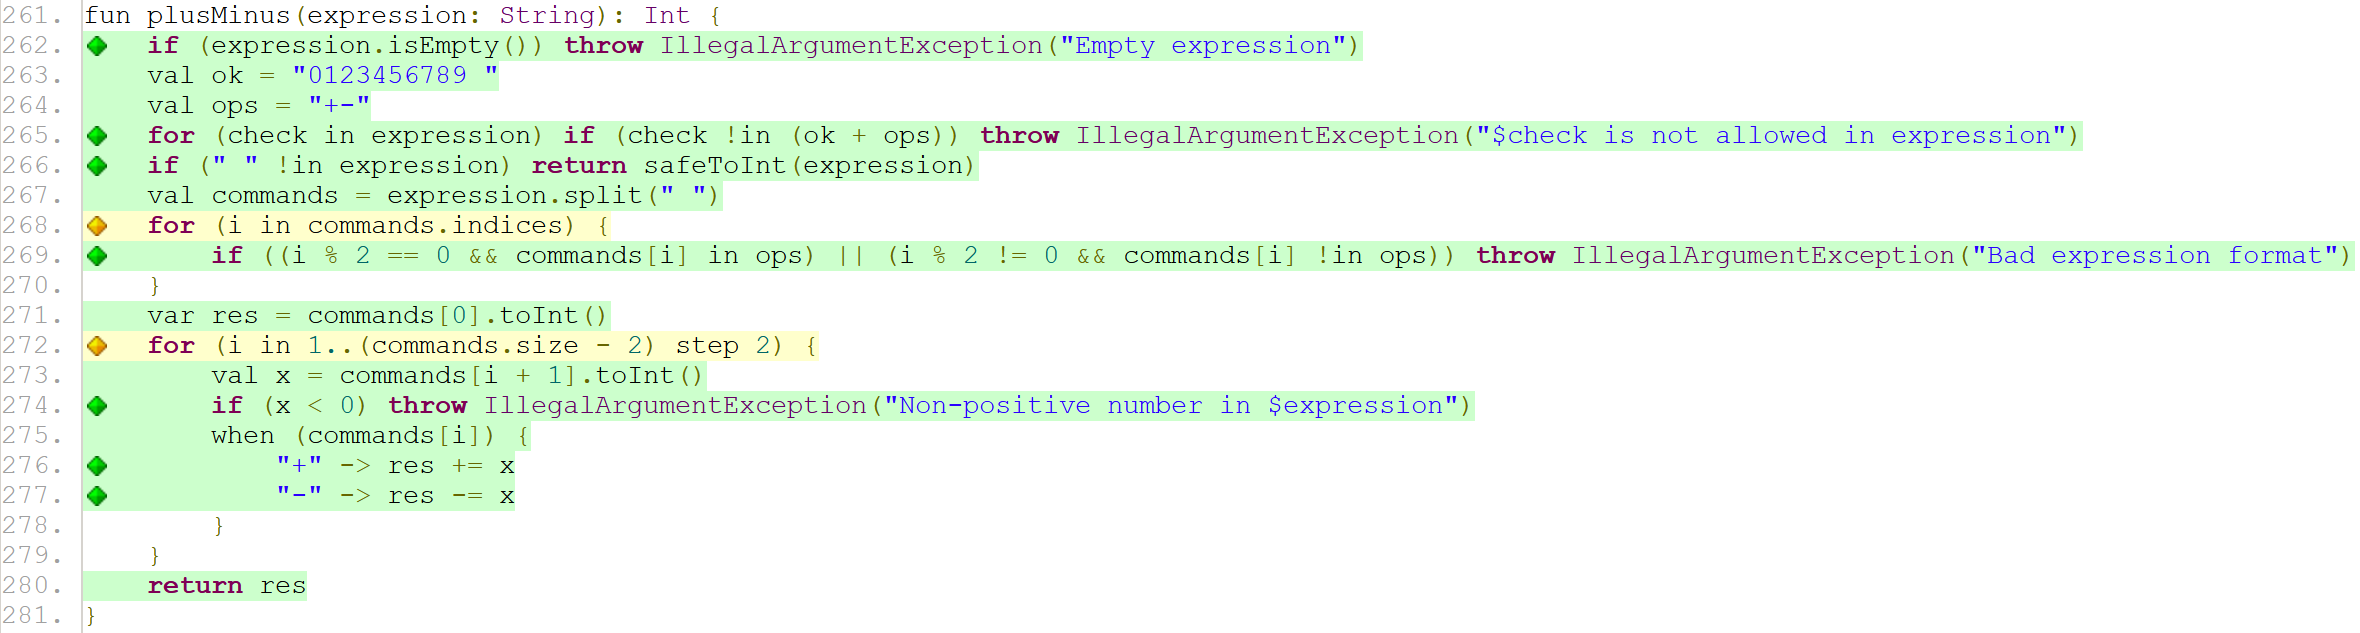 261. fun plusMinus(expression: String): Int {
262.     if (expression.isEmpty()) throw IllegalArgumentException("Empty expression")
263.     val ok = "0123456789 "
264.     val ops = "+-"
265.     for (check in expression) if (check !in (ok + ops)) throw IllegalArgumentException("$check is not allowed in expression")
266.     if (" " !in expression) return safeToInt(expression)
267.     val commands = expression.split(" ")
268.     for (i in commands.indices) {
269.         if ((i % 2 == 0 && commands[i] in ops) || (i % 2 != 0 && commands[i] !in ops)) throw IllegalArgumentException("Bad expression format")
270.     }
271.     var res = commands[0].toInt()
272.     for (i in 1..(commands.size - 2) step 2) {
273.         val x = commands[i + 1].toInt()
274.         if (x < 0) throw IllegalArgumentException("Non-positive number in $expression")
275.         when (commands[i]) {
276.             "+" -> res += x
277.             "-" -> res -= x
278.         }
279.     }
280.     return res
281. }